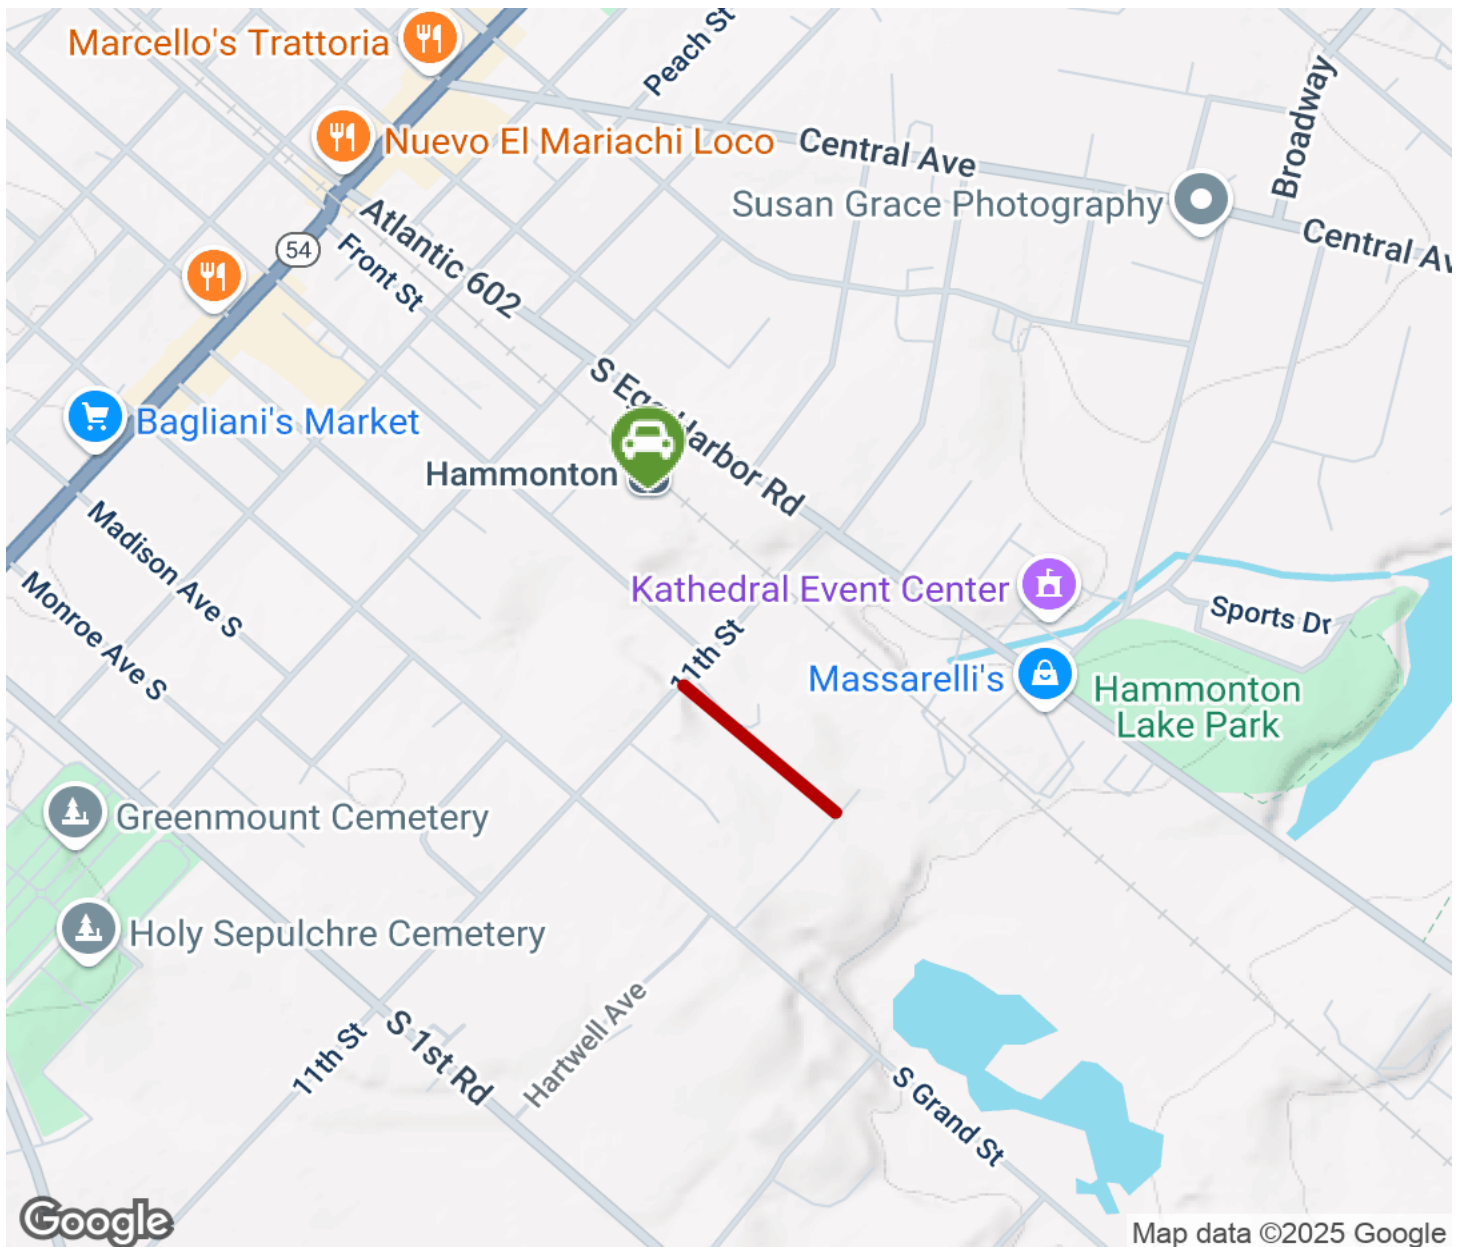 Marcello's Trattoria
Peach St
Broadway
Nuevo El Mariachi Loco
Central Ave
Susan Grace Photography
Atlantic 602
54
Front St
Central Av
S Egg Harbor Rd
Bagliani's Market
Hammonton
Madison Ave S
Monroe Ave S
Kathedral Event Center
Sports Dr
11th St
Massarelli's
Hammonton
Lake Park
Greenmount Cemetery
Holy Sepulchre Cemetery
Hartwell Ave
11th St
S 1st Rd
S Grand St
Google
Map data ©2025 Google